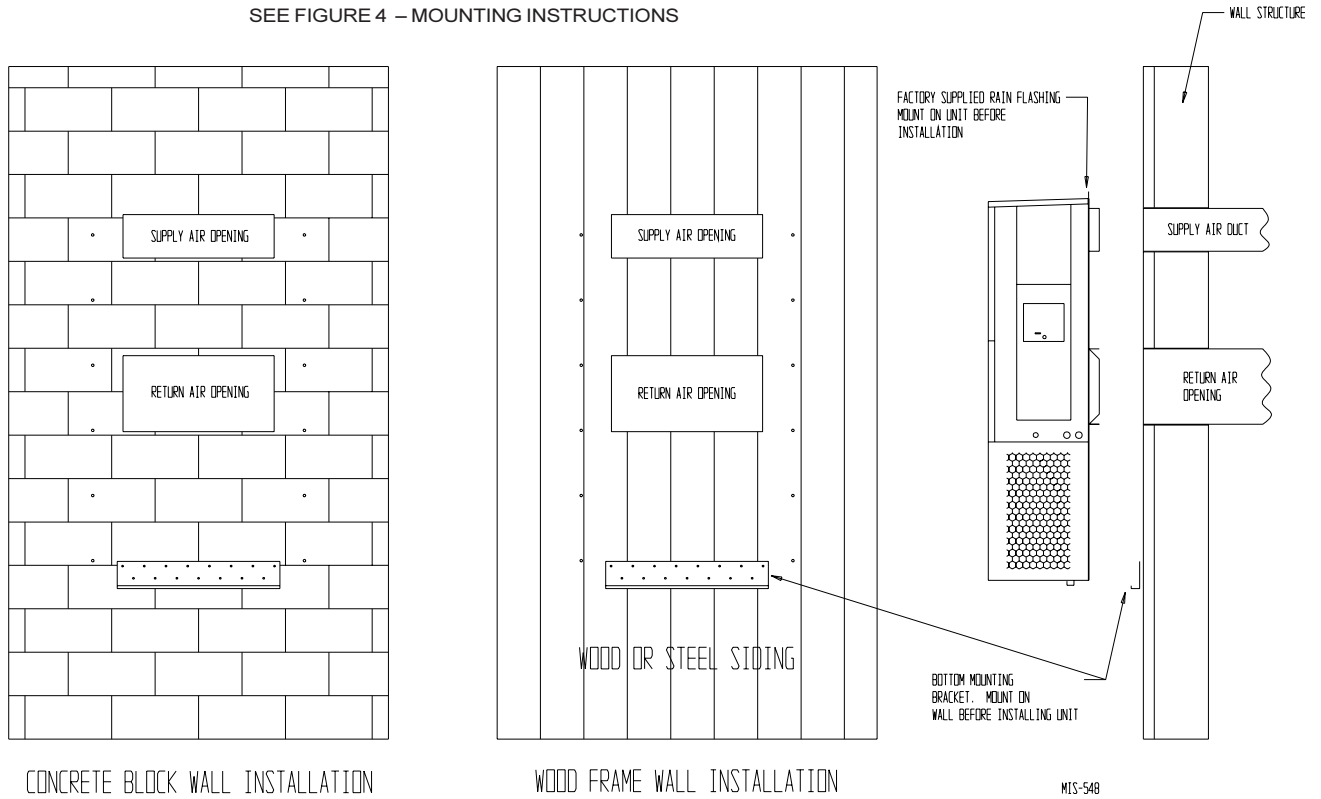 SEE FIGURE 4 – MOUNTING INSTRUCTIONS
WALL STRUCTURE
FACTORY SUPPLIED RAIN FLASHING
MOUNT ON UNIT BEFORE
INSTALLATION
SUPPLY AIR OPENING
SUPPLY AIR OPENING
SUPPLY AIR DUCT
RETURN AIR OPENING
RETURN AIR OPENING
RETURN AIR
OPENING
WOOD OR STEEL SIDING
BOTTOM MOUNTING
BRACKET. MOUNT ON
WALL BEFORE INSTALLING UNIT
CONCRETE BLOCK WALL INSTALLATION
WOOD FRAME WALL INSTALLATION
MIS-548